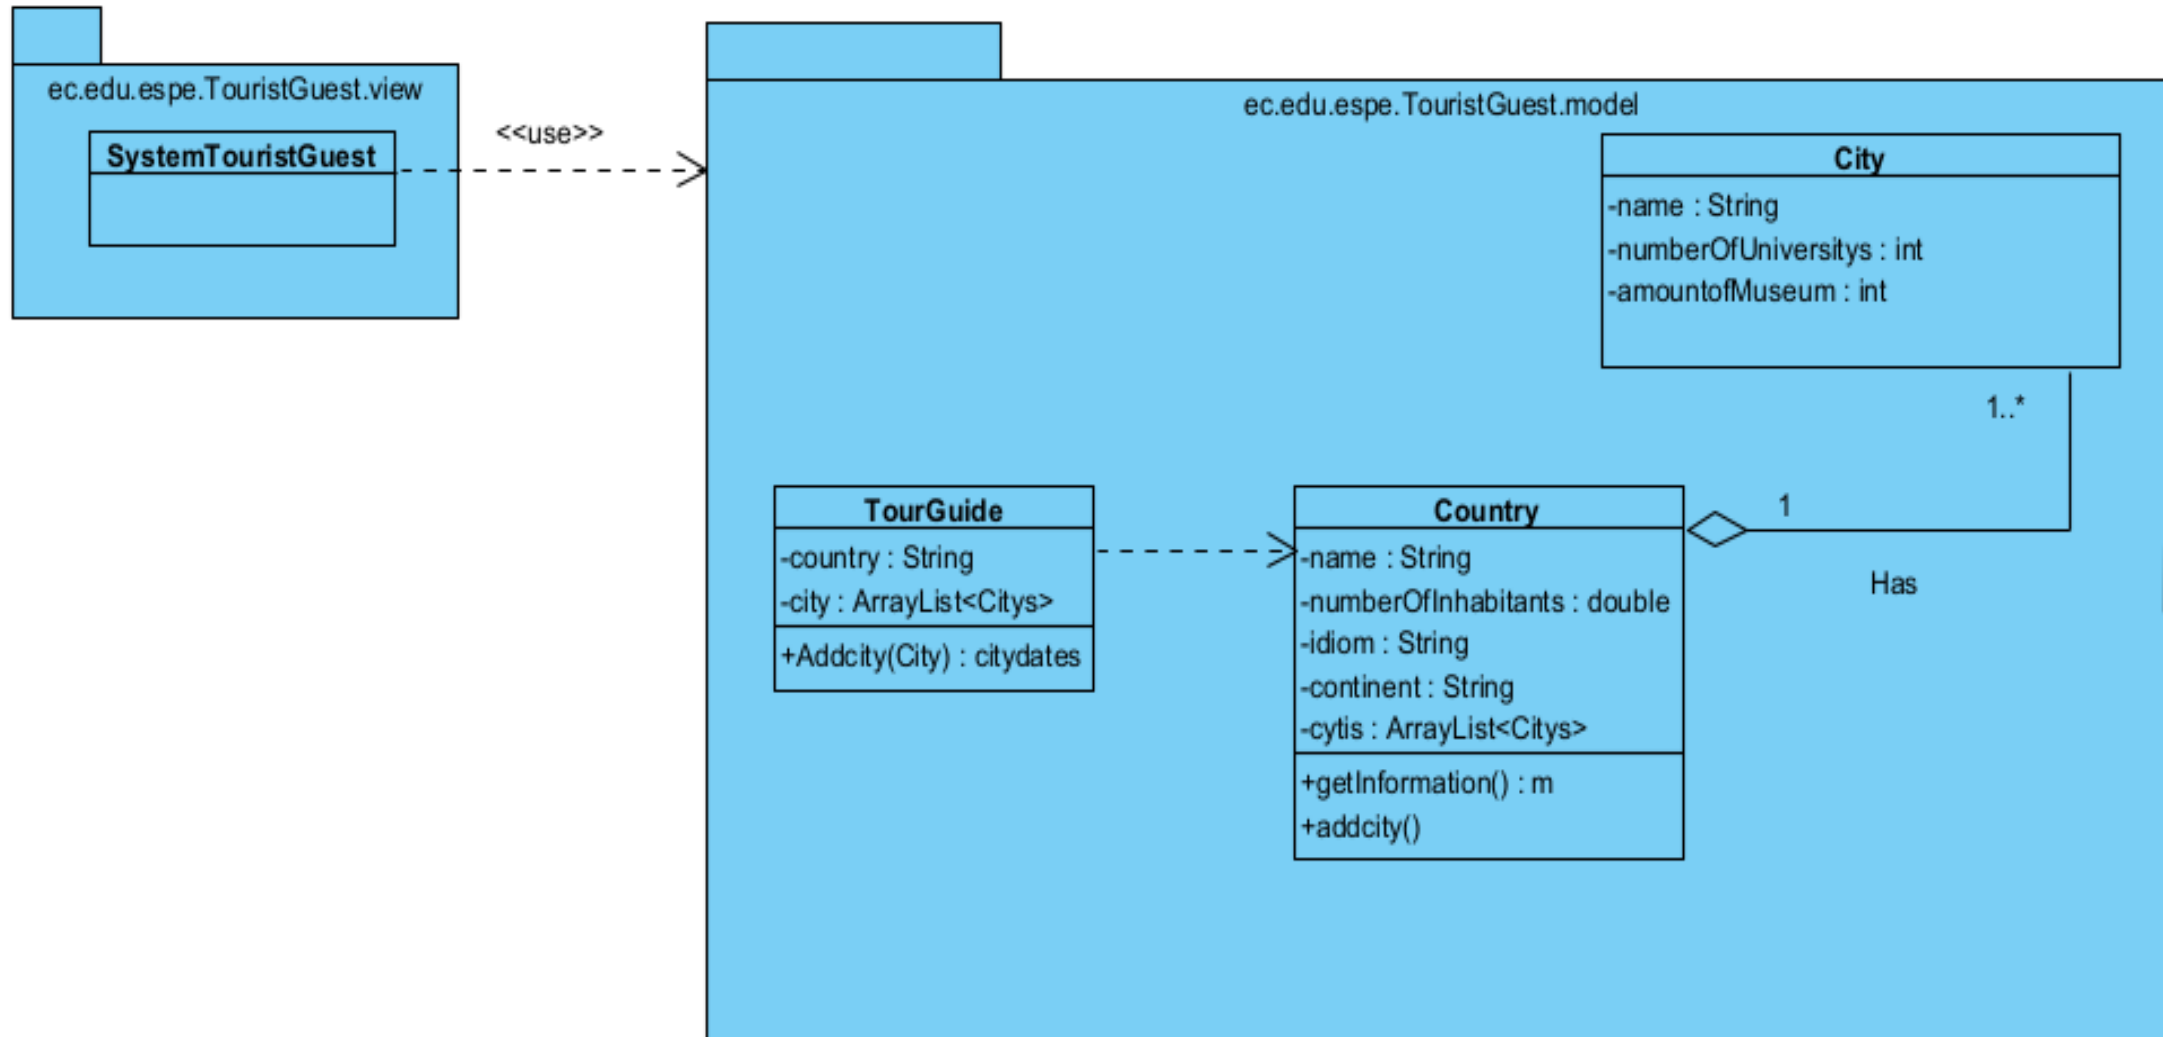 ec.edu.espe.TouristGuest.view
SystemTouristGuest
<<use>>
ec.edu.espe.TouristGuest.model
City
-name : String
-numberOfUniversitys : int
-amountofMuseum : int
1..*
TourGuide
-country : String
-city : ArrayList<Citys>
+Addcity(City) : citydates
Country
-name : String
-numberOfInhabitants : double
-idiom : String
-continent : String
-cytis : ArrayList<Citys>
+getInformation() : m
+addcity()
1
Has